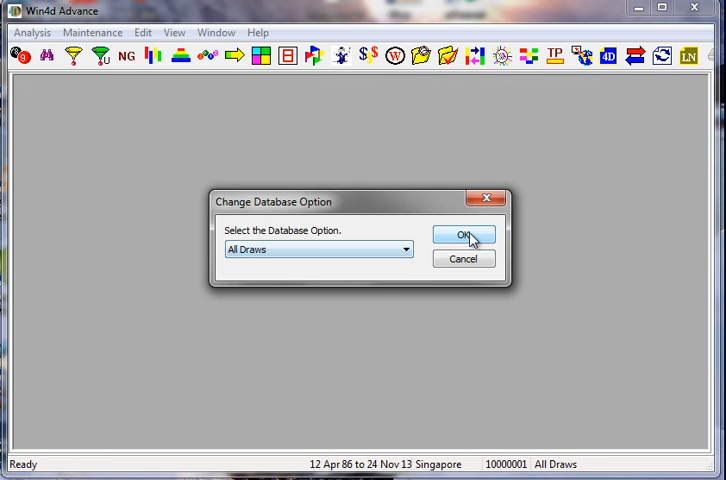 Win4d Advance
Analysis Maintenance Edit View Window Help
9 U NG $$ W TP 4D LN
Change Database Option
Select the Database Option.
All Draws
OK
Cancel
Ready 12 Apr 86 to 24 Nov 13 Singapore 10000001 All Draws